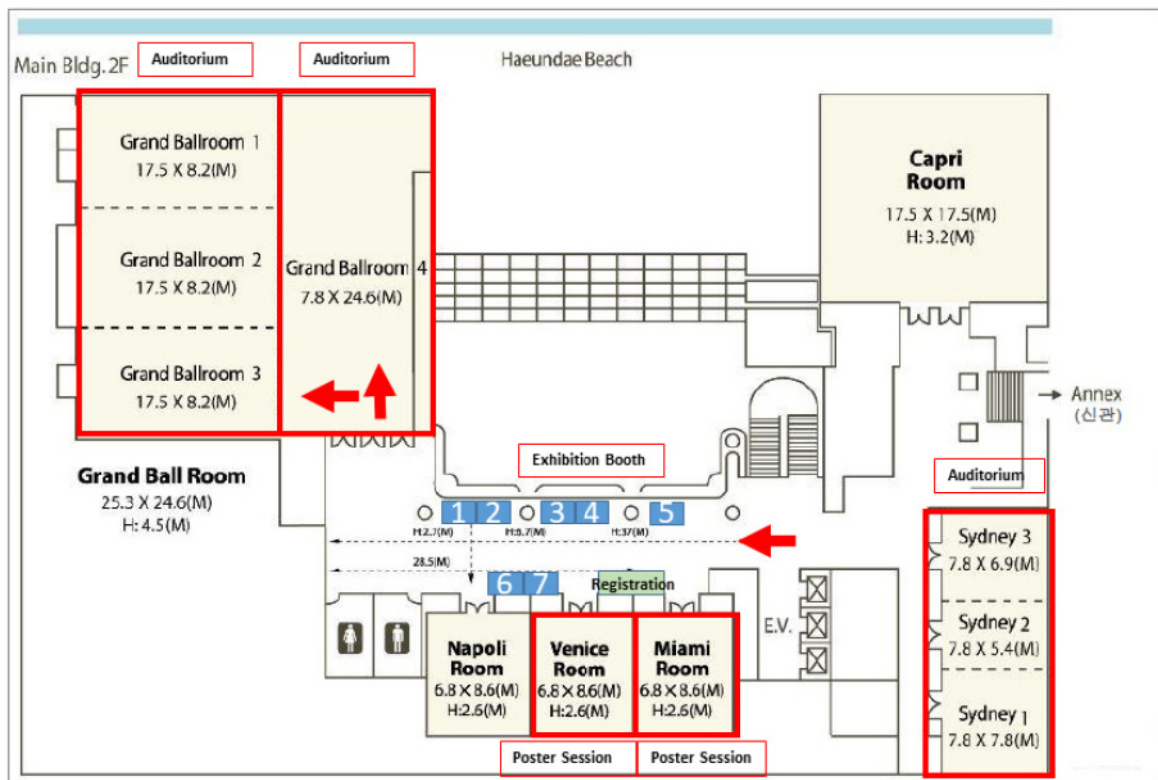 Main Bldg. 2F
Auditorium
Auditorium
Haeundae Beach
Grand Ballroom 1
17.5 X 8.2(M)
Grand Ballroom 2
17.5 X 8.2(M)
Grand Ballroom 3
17.5 X 8.2(M)
Grand Ballroom 4
7.8 X 24.6(M)
Capri
Room
17.5 X 17.5(M)
H: 3.2(M)
Annex
(신관)
Grand Ball Room
25.3 X 24.6(M)
H: 4.5(M)
Exhibition Booth
Auditorium
1
2
3
4
5
H:2.7(M)
H:6.7(M)
H:37(M)
28.5(M)
6
7
Registration
Napoli
Room
6.8 X 8.6(M)
H:2.6(M)
Venice
Room
6.8 X 8.6(M)
H:2.6(M)
Miami
Room
6.8 X 8.6(M)
H:2.6(M)
E.V.
Sydney 3
7.8 X 6.9(M)
Sydney 2
7.8 X 5.4(M)
Sydney 1
7.8 X 7.8(M)
Poster Session
Poster Session